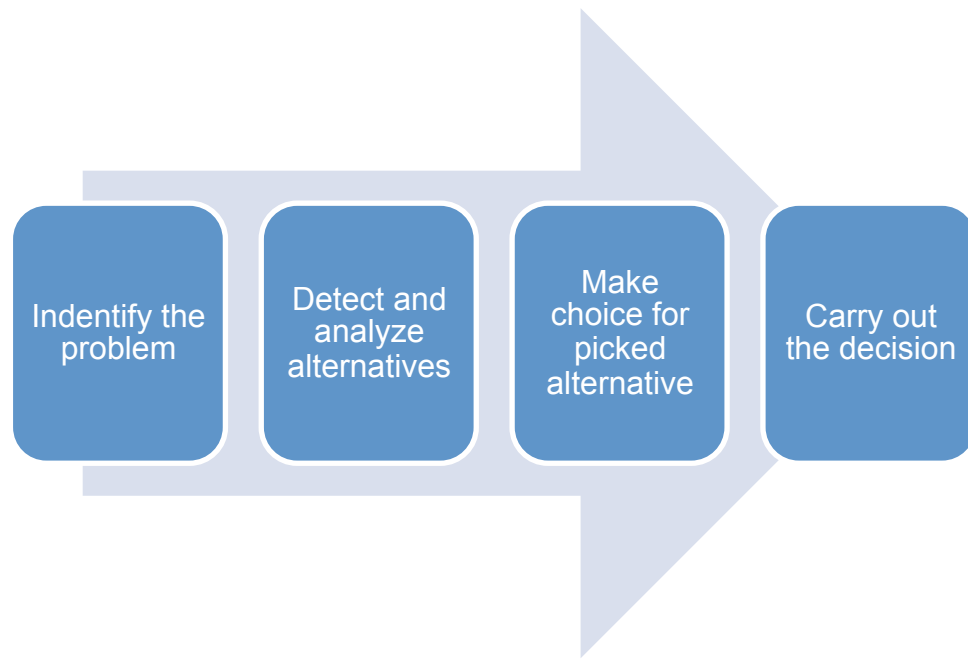 Indentify the
problem
Detect and
analyze
alternatives
Make
choice for
picked
alternative
Carry out
the decision